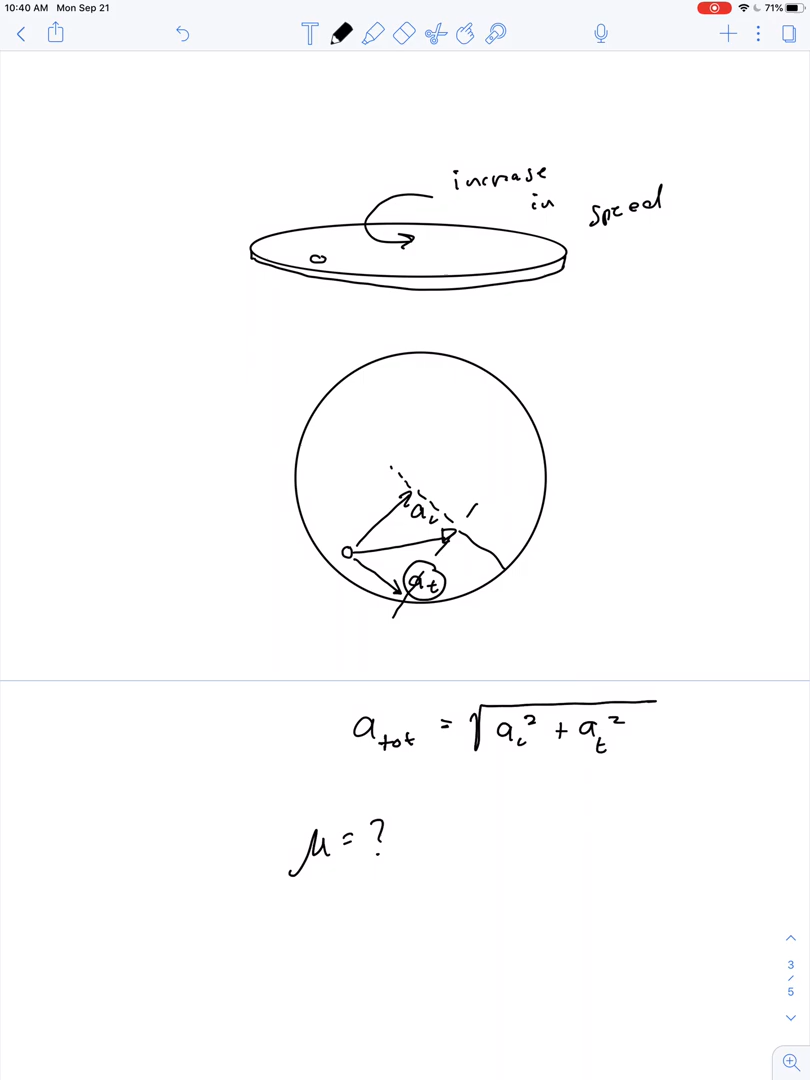 10:40 AM Mon Sep 21
71%
T
increase
in speed
a_c
a_t
a_tot = √(a_c² + a_t²)
μ = ?
3
/
5